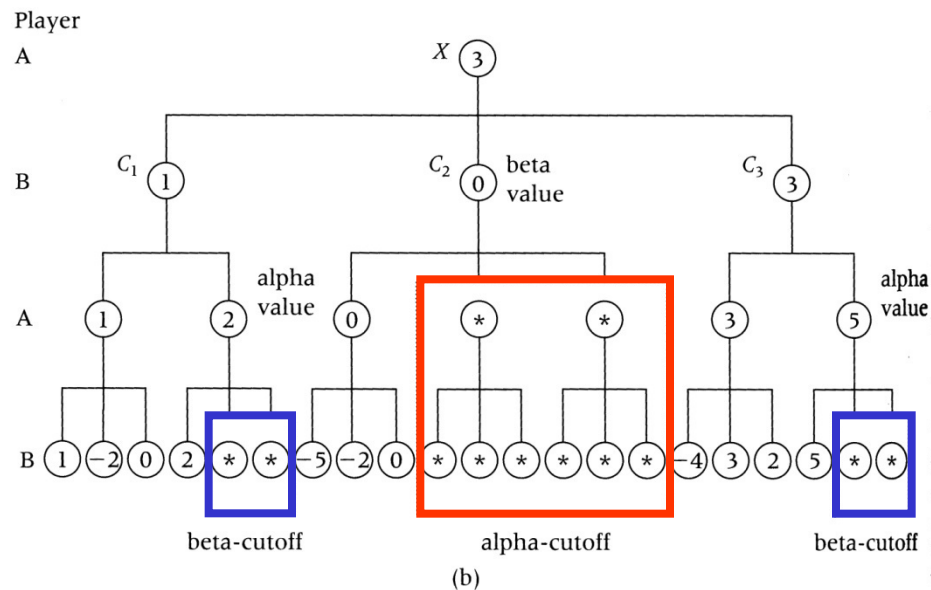 Player
A X 3
B C1 1 C2 0 beta value C3 3
A 1 2 alpha value 0 * * 3 5 alpha value
B 1 −2 0 2 * * −5 −2 0 * * * * * * −4 3 2 5 * *
beta-cutoff alpha-cutoff beta-cutoff
(b)